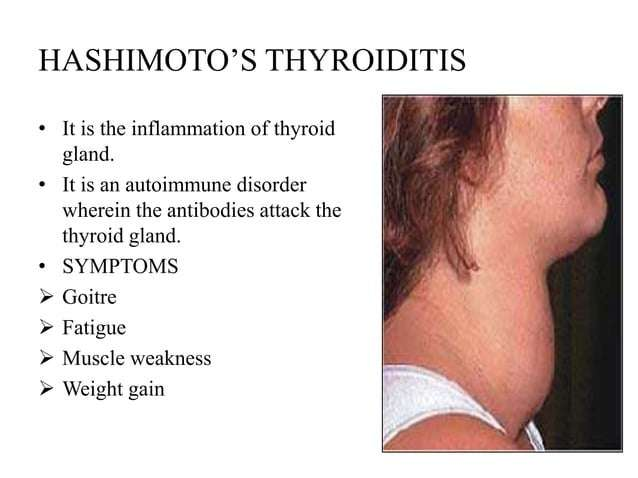 HASHIMOTO’S THYROIDITIS
• It is the inflammation of thyroid
gland.
• It is an autoimmune disorder
wherein the antibodies attack the
thyroid gland.
• SYMPTOMS
➢ Goitre
➢ Fatigue
➢ Muscle weakness
➢ Weight gain